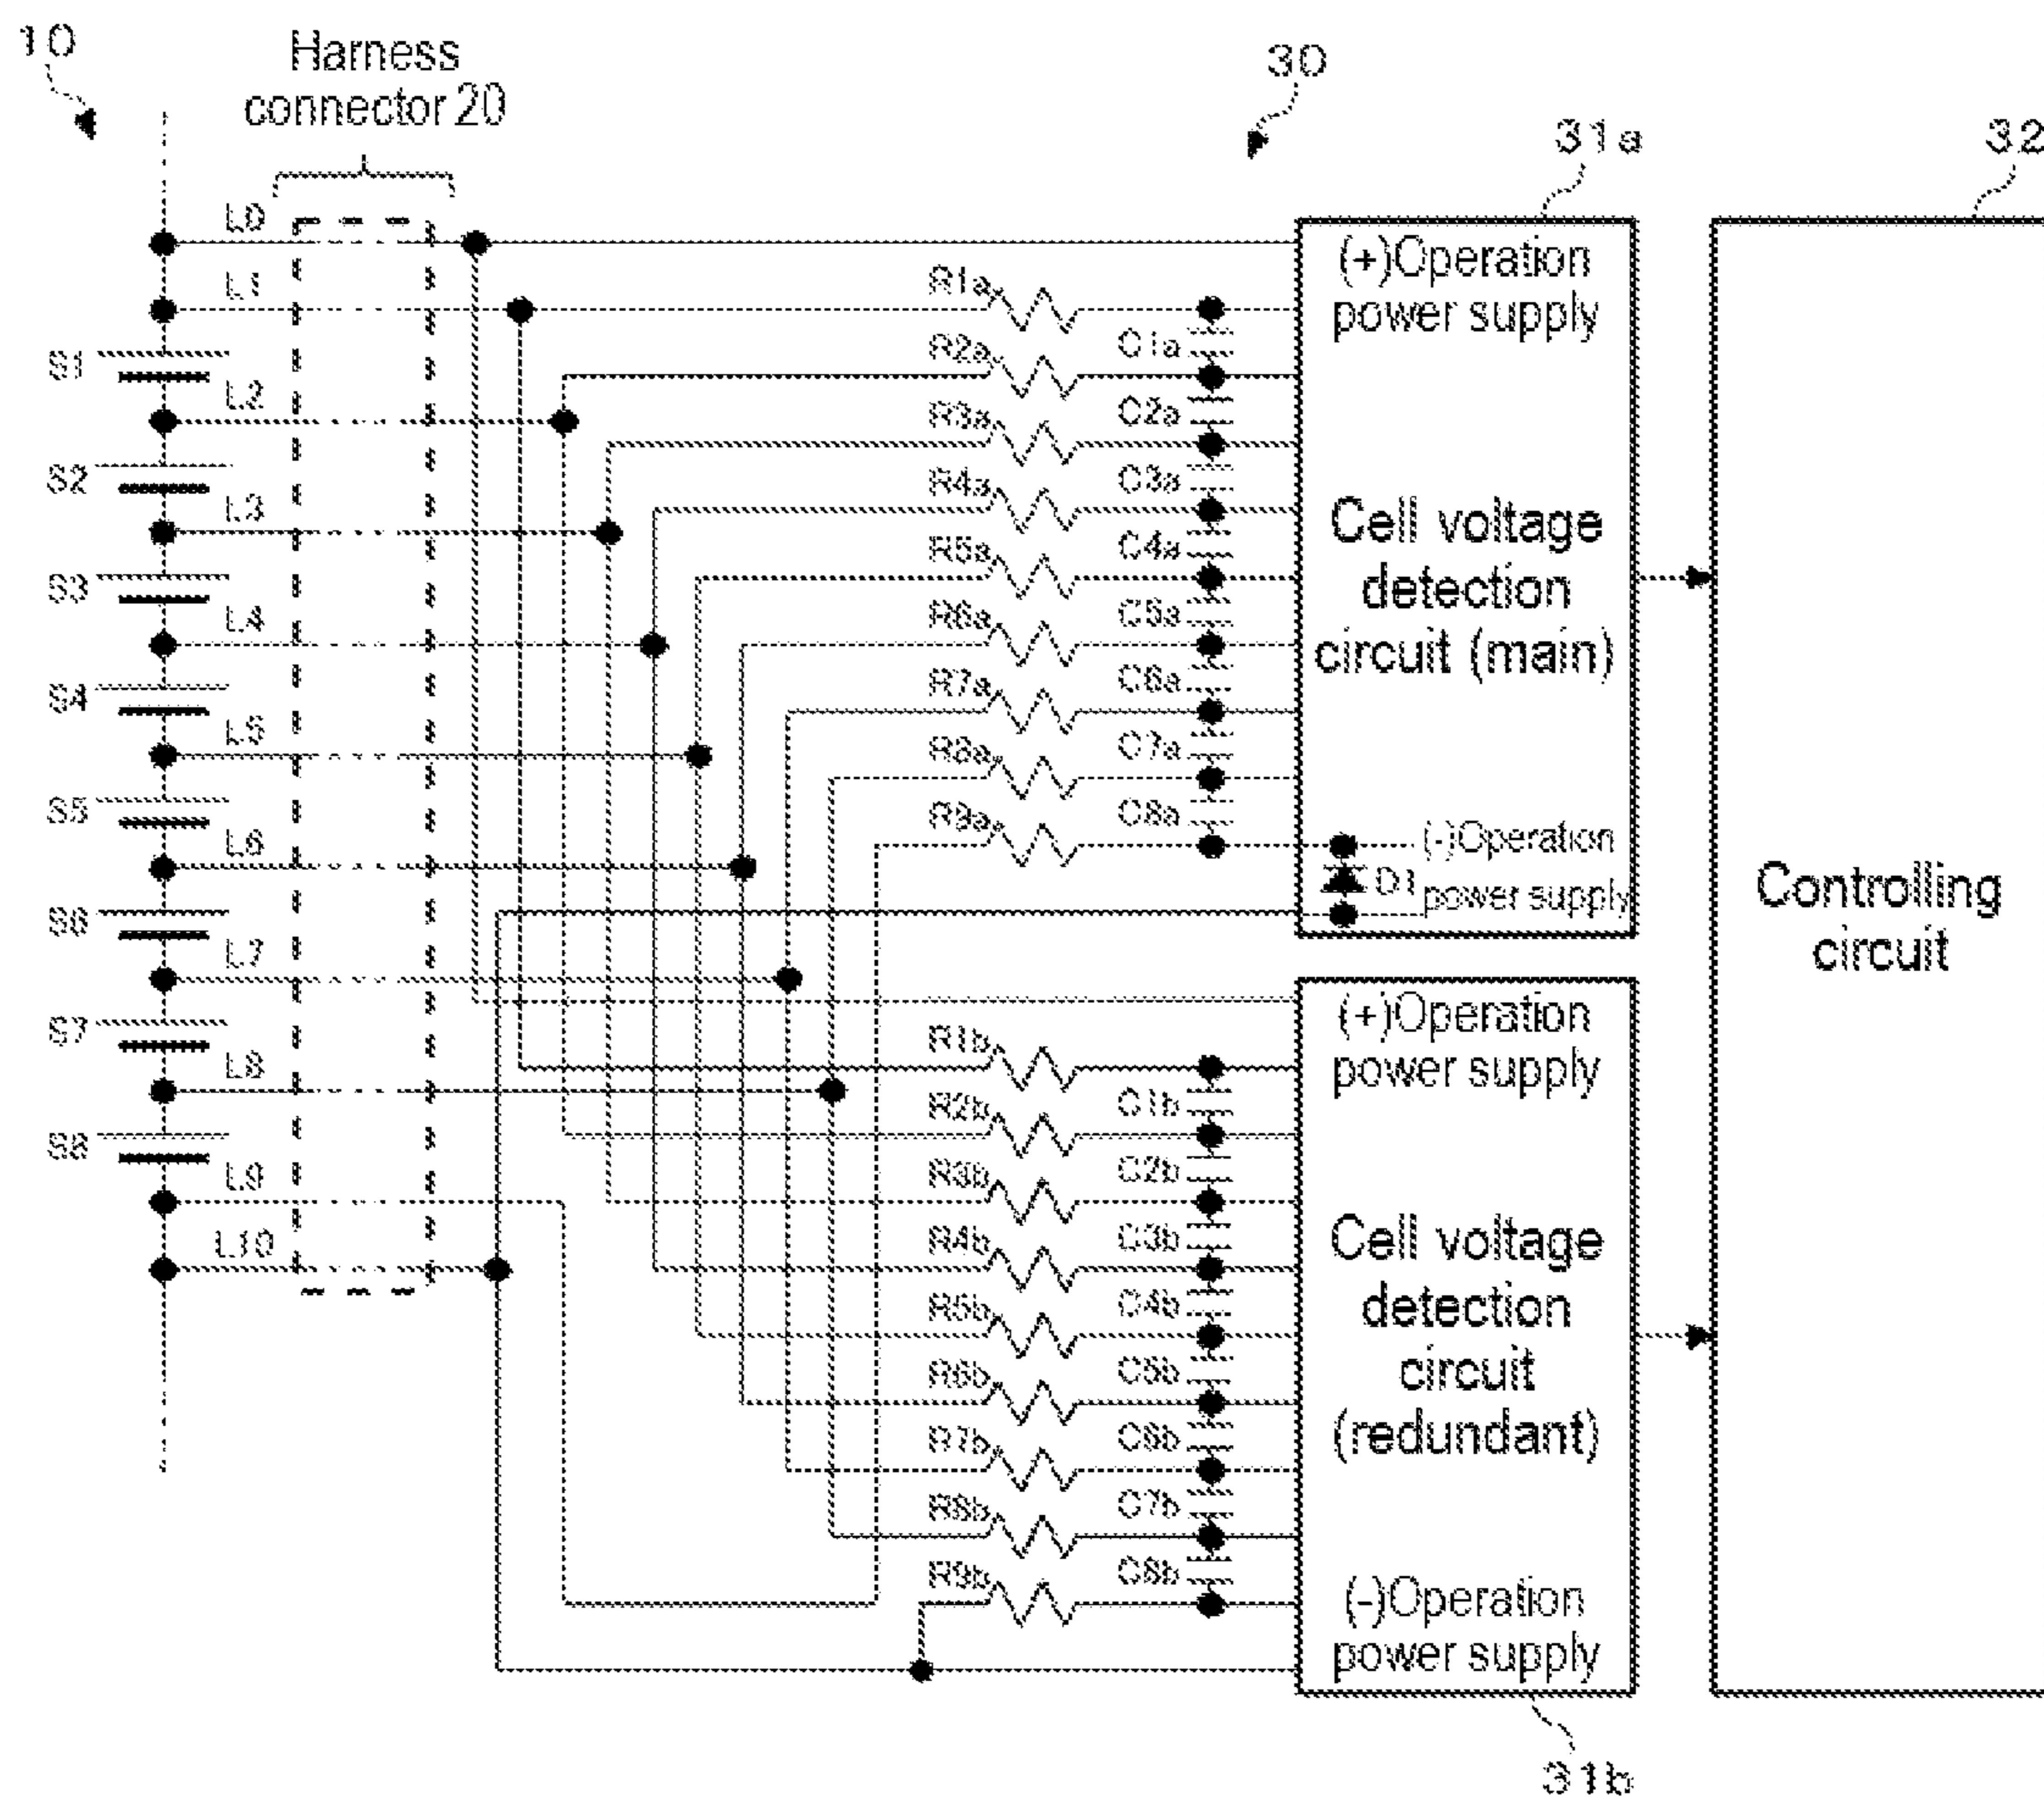 10
Harness
connector 20
30
31a
32
L0
L1
S1
L2
S2
L3
S3
L4
S4
L5
S5
L6
S6
L7
S7
L8
S8
L9
L10
R1a
R2a
R3a
R4a
R5a
R6a
R7a
R8a
R9a
C1a
C2a
C3a
C4a
C5a
C6a
C7a
C8a
(+)Operation
power supply
Cell voltage
detection
circuit (main)
(-)Operation
D1
power supply
R1b
R2b
R3b
R4b
R5b
R6b
R7b
R8b
R9b
C1b
C2b
C3b
C4b
C5b
C6b
C7b
C8b
(+)Operation
power supply
Cell voltage
detection
circuit
(redundant)
(-)Operation
power supply
Controlling
circuit
31b